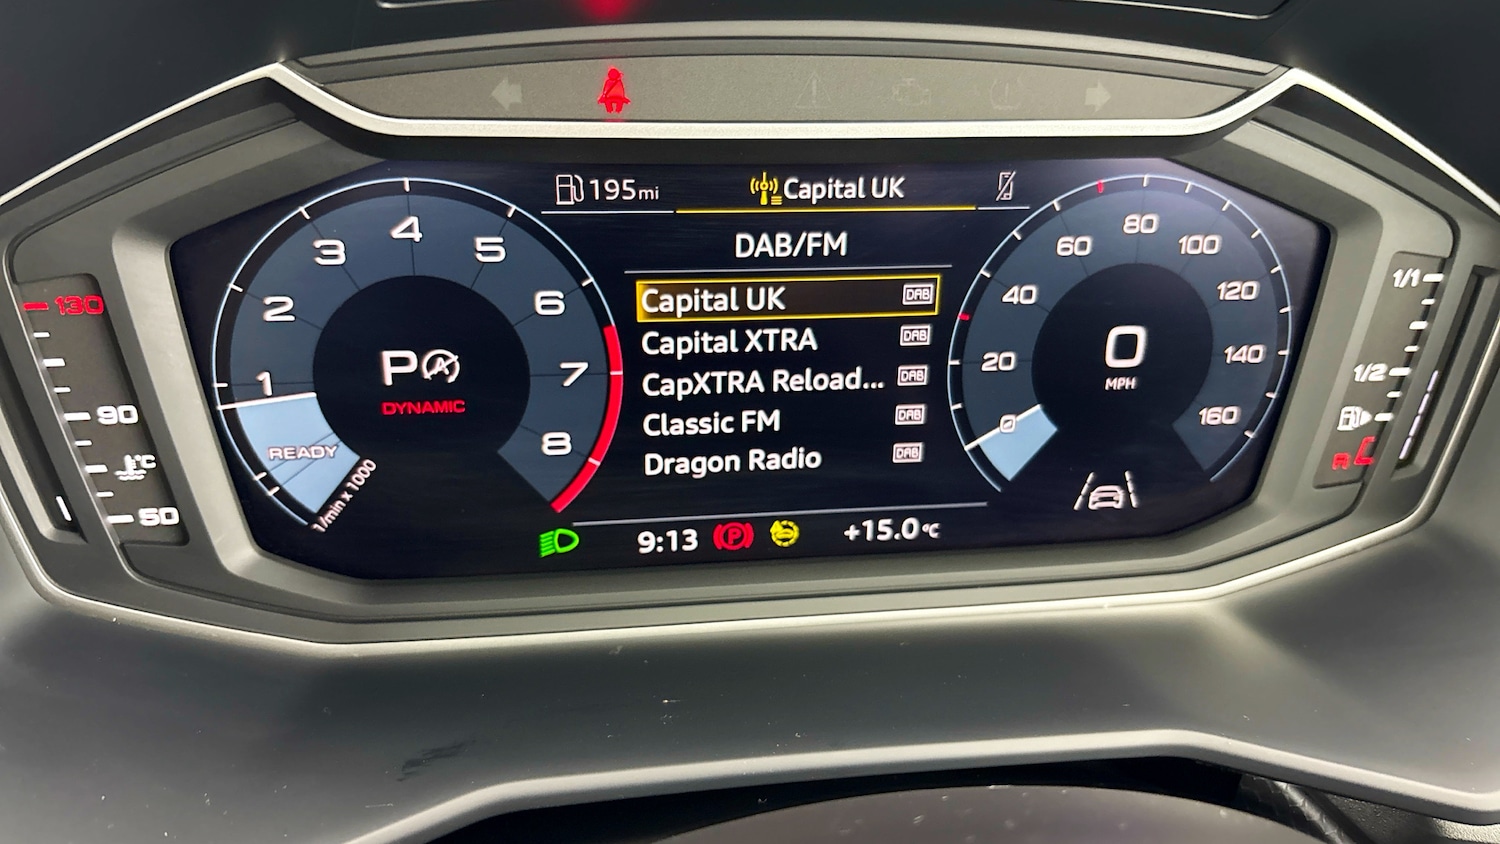 195mi
Capital UK
DAB/FM
Capital UK DAB
Capital XTRA DAB
CapXTRA Reload... DAB
Classic FM DAB
Dragon Radio DAB
9:13
P
+15.0°C
1
2
3
4
5
6
7
8
P A
DYNAMIC
READY
1/min x 1000
0
20
40
60
80
100
120
140
160
0
MPH
130
90
°C
50
1/1
1/2
R